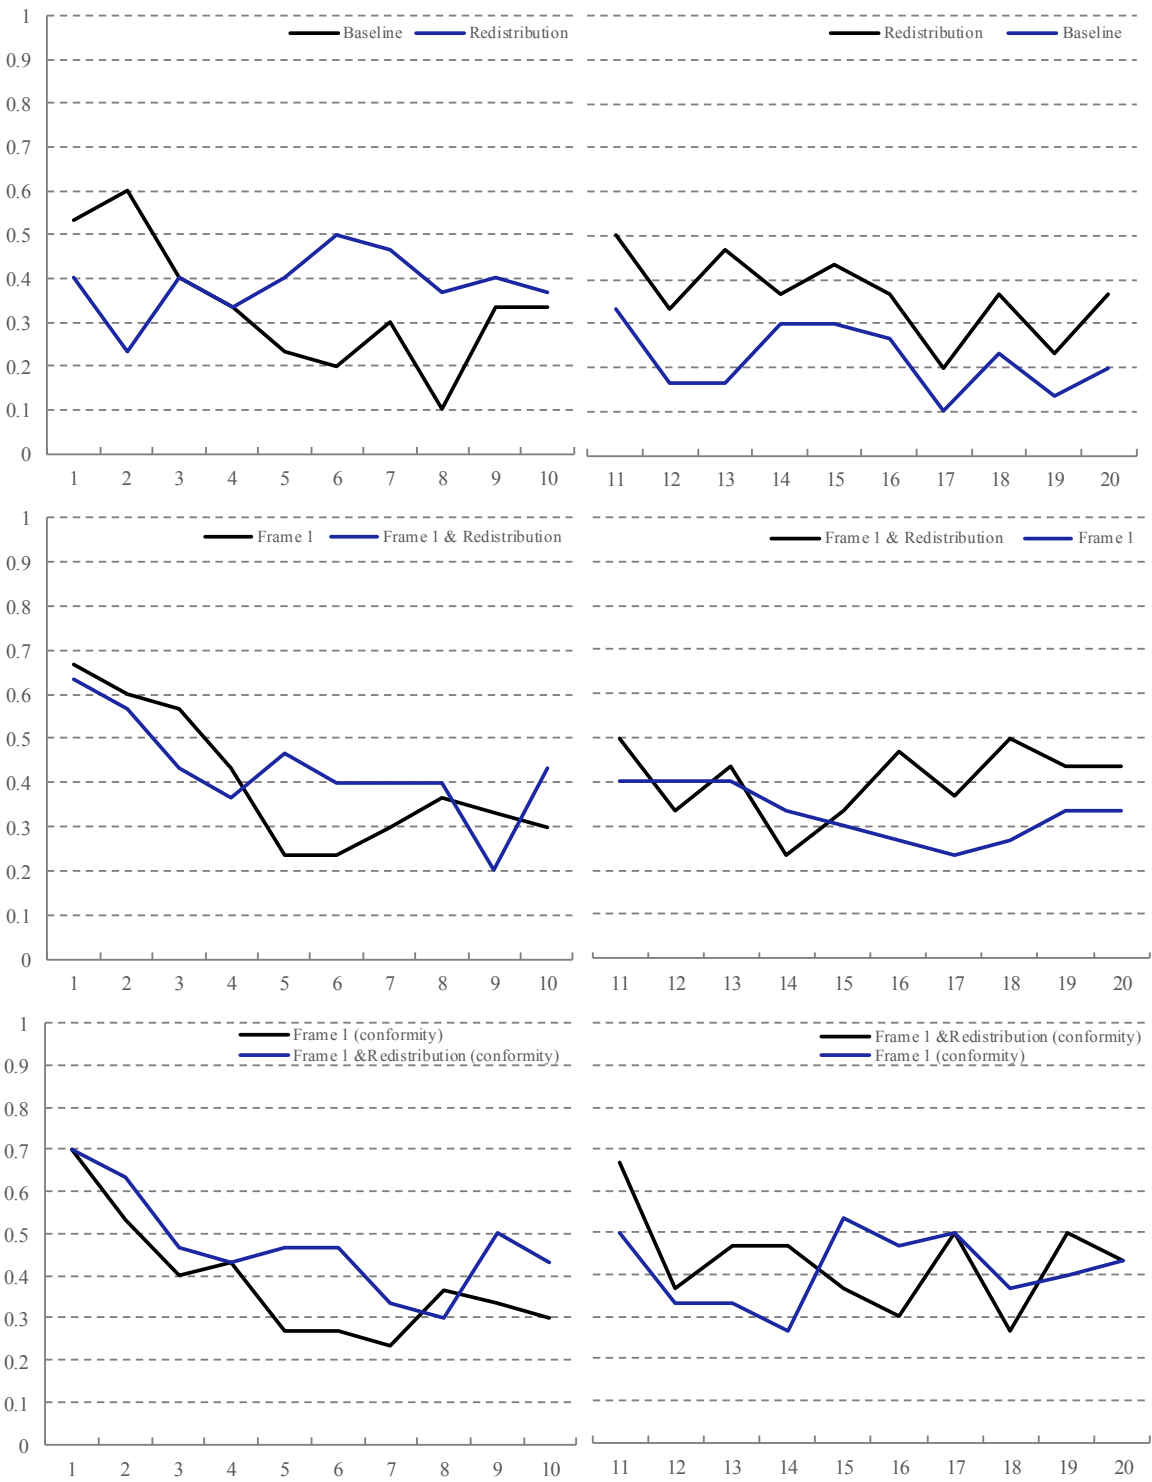 1
Baseline Redistribution
0.9
0.8
0.7
0.6
0.5
0.4
0.3
0.2
0.1
0
1 2 3 4 5 6 7 8 9 10
Redistribution Baseline
11 12 13 14 15 16 17 18 19 20
1
Frame 1 Frame 1 & Redistribution
0.9
0.8
0.7
0.6
0.5
0.4
0.3
0.2
0.1
0
1 2 3 4 5 6 7 8 9 10
Frame 1 & Redistribution Frame 1
11 12 13 14 15 16 17 18 19 20
1
Frame 1 (conformity)
Frame 1 &Redistribution (conformity)
0.9
0.8
0.7
0.6
0.5
0.4
0.3
0.2
0.1
0
1 2 3 4 5 6 7 8 9 10
Frame 1 &Redistribution (conformity)
Frame 1 (conformity)
11 12 13 14 15 16 17 18 19 20